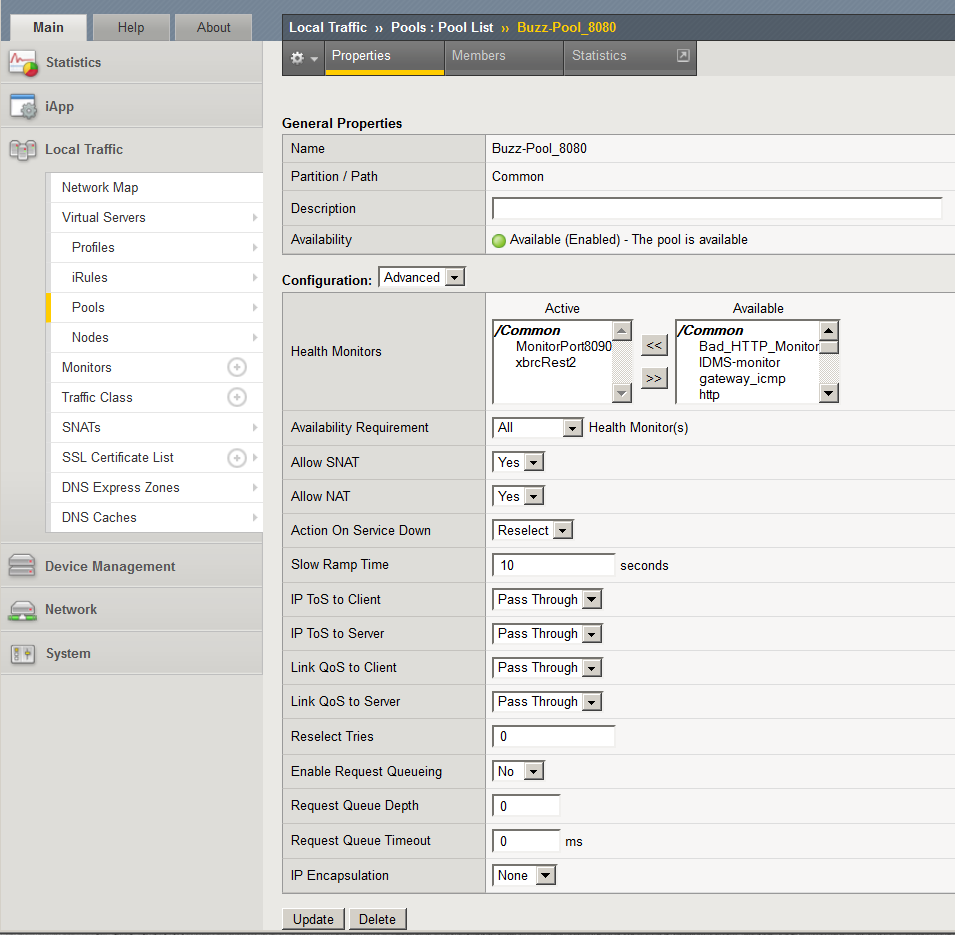 Main Help About
Local Traffic ›› Pools : Pool List ›› Buzz-Pool_8080
Properties Members Statistics
Statistics
iApp
Local Traffic
Network Map
Virtual Servers
Profiles
iRules
Pools
Nodes
Monitors
Traffic Class
SNATs
SSL Certificate List
DNS Express Zones
DNS Caches
Device Management
Network
System
General Properties
Name Buzz-Pool_8080
Partition / Path Common
Description
Availability Available (Enabled) - The pool is available
Configuration: Advanced
Health Monitors
Active
/Common
MonitorPort8090
xbrcRest2
<<
>>
Available
/Common
Bad_HTTP_Monitor
IDMS-monitor
gateway_icmp
http
Availability Requirement All Health Monitor(s)
Allow SNAT Yes
Allow NAT Yes
Action On Service Down Reselect
Slow Ramp Time 10 seconds
IP ToS to Client Pass Through
IP ToS to Server Pass Through
Link QoS to Client Pass Through
Link QoS to Server Pass Through
Reselect Tries 0
Enable Request Queueing No
Request Queue Depth 0
Request Queue Timeout 0 ms
IP Encapsulation None
Update Delete